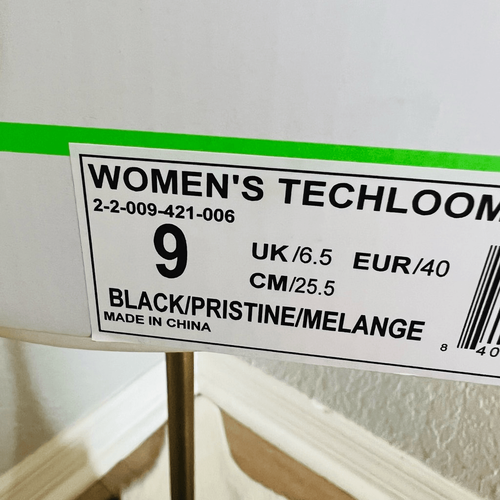 WOMEN'S TECHLOOM
2-2-009-421-006
9 UK/6.5 EUR/40
CM/25.5
BLACK/PRISTINE/MELANGE
MADE IN CHINA
8 40